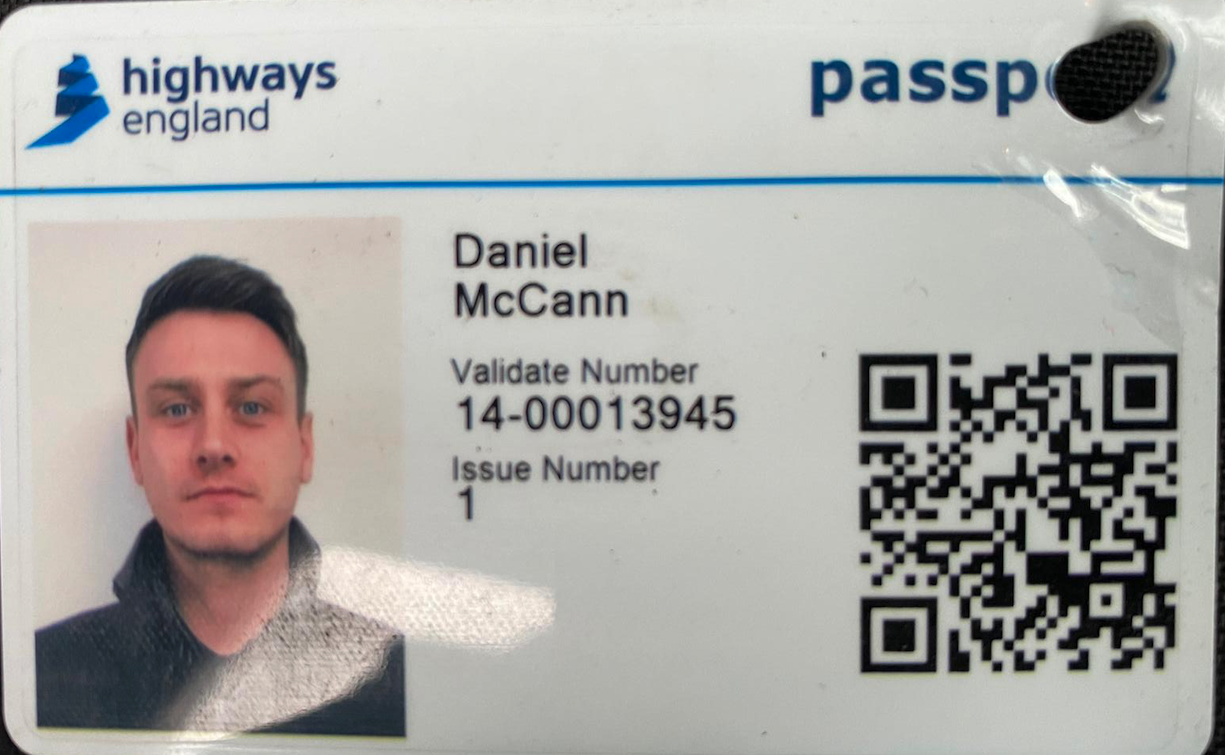 highways
england
Daniel
McCann
Validate Number
14-00013945
Issue Number
1